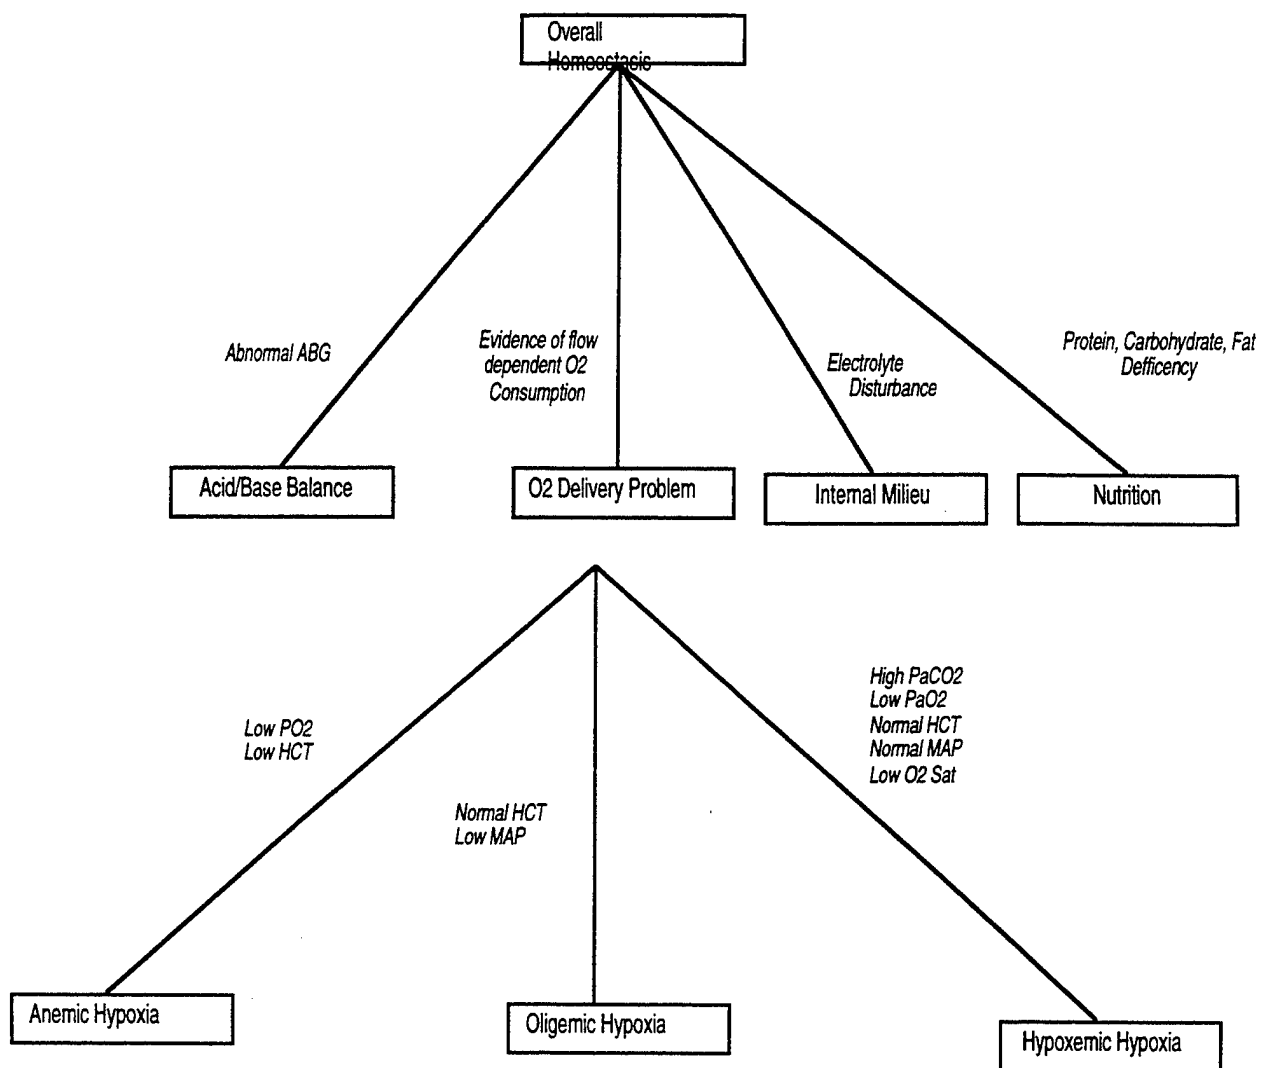 Overall
Homeostasis
Abnormal ABG
Evidence of flow
dependent O2
Consumption
Electrolyte
Disturbance
Protein, Carbohydrate, Fat
Defficency
Acid/Base Balance
O2 Delivery Problem
Internal Milieu
Nutrition
Low PO2
Low HCT
Normal HCT
Low MAP
High PaCO2
Low PaO2
Normal HCT
Normal MAP
Low O2 Sat
Anemic Hypoxia
Oligemic Hypoxia
Hypoxemic Hypoxia